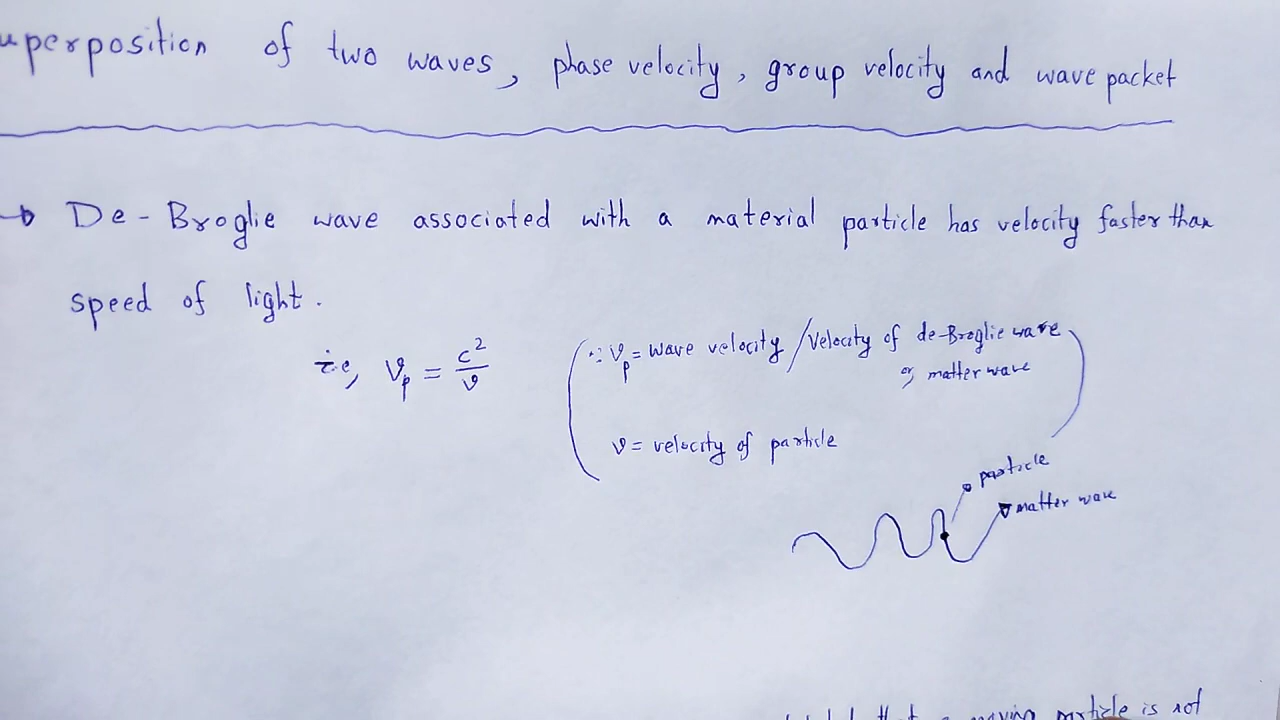 uperposition of two waves, phase velocity, group velocity and wave packet
→ De-Broglie wave associated with a material particle has velocity faster than
speed of light.
i.e, vp = c²/v
(∵ vp = wave velocity / Velocity of de-Broglie wave
or matter wave
v = velocity of particle)
particle
matter wave
that a moving particle is not